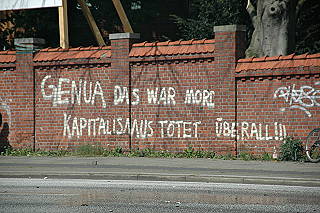 GENUA DAS WAR MORD
KAPITALISMUS TÖTET ÜBERALL!!!